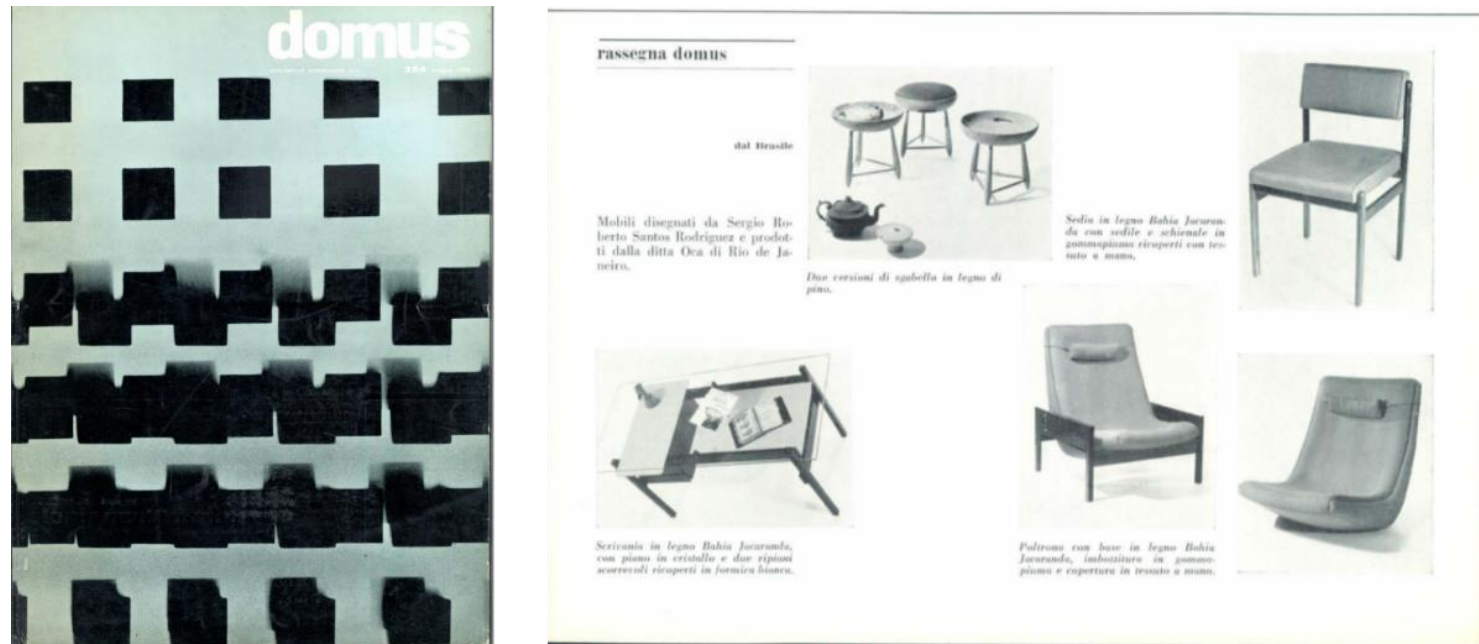 domus
354
rassegna domus
dal Brasile
Mobili disegnati da Sergio Ro-
berto Santos Rodriguez e prodot-
ti dalla ditta Oca di Rio de Ja-
neiro.
Due versioni di sgabello in legno di
pino.
Sedia in legno Bahia Jacaran-
da con sedile e schienale in
gommapiuma ricoperti con tes-
suto a mano.
Scrivania in legno Bahia Jacaranda,
con piano in cristallo e due ripiani
scorrevoli ricoperti in formica bianca.
Poltrona con base in legno Bahia
Jacaranda, imbottitura in gomma-
piuma e copertura in tessuto a mano.